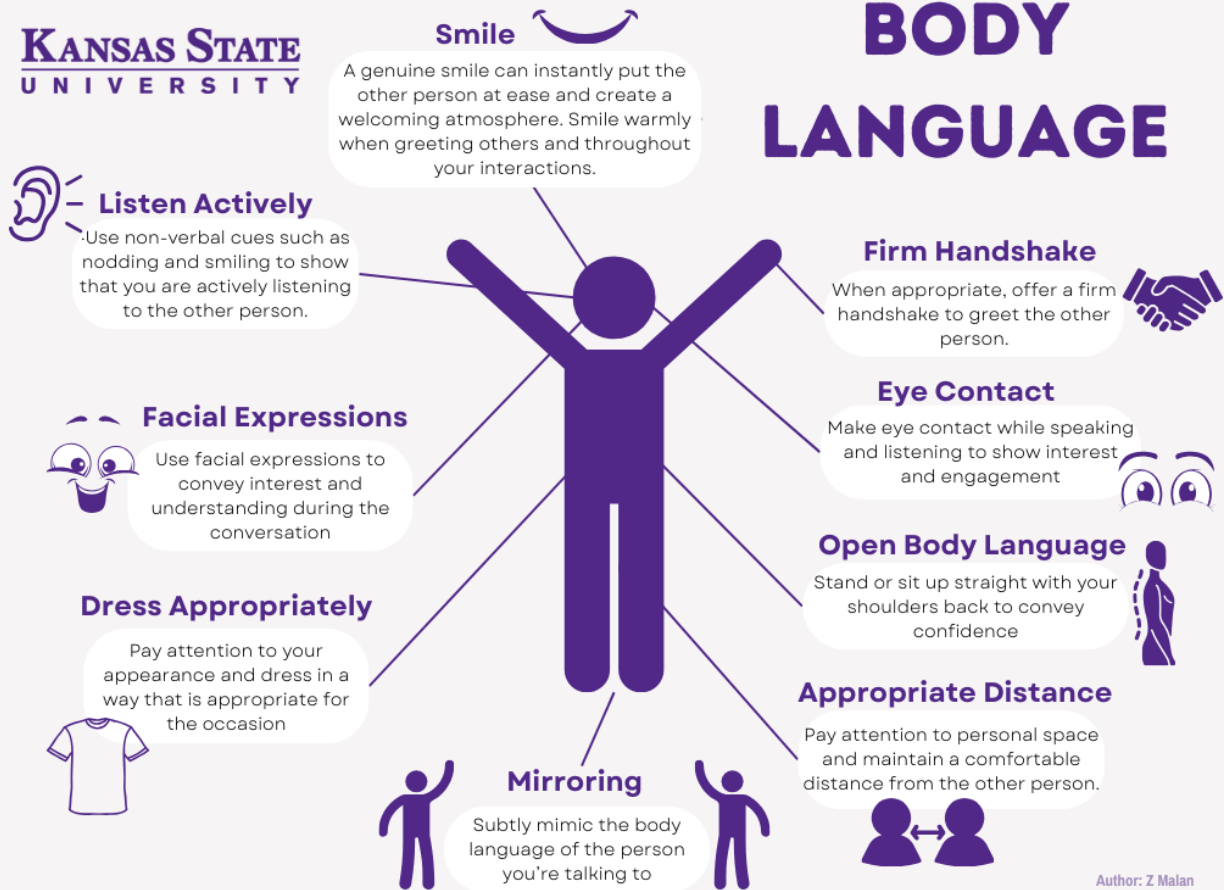 KANSAS STATE
UNIVERSITY
BODY
LANGUAGE
Smile
A genuine smile can instantly put the
other person at ease and create a
welcoming atmosphere. Smile warmly
when greeting others and throughout
your interactions.
Listen Actively
·Use non-verbal cues such as
nodding and smiling to show
that you are actively listening
to the other person.
Firm Handshake
When appropriate, offer a firm
handshake to greet the other
person.
Facial Expressions
Use facial expressions to
convey interest and
understanding during the
conversation
Eye Contact
Make eye contact while speaking
and listening to show interest
and engagement
Open Body Language
Stand or sit up straight with your
shoulders back to convey
confidence
Dress Appropriately
Pay attention to your
appearance and dress in a
way that is appropriate for
the occasion
Appropriate Distance
Pay attention to personal space
and maintain a comfortable
distance from the other person.
Mirroring
Subtly mimic the body
language of the person
you're talking to
Author: Z Malan